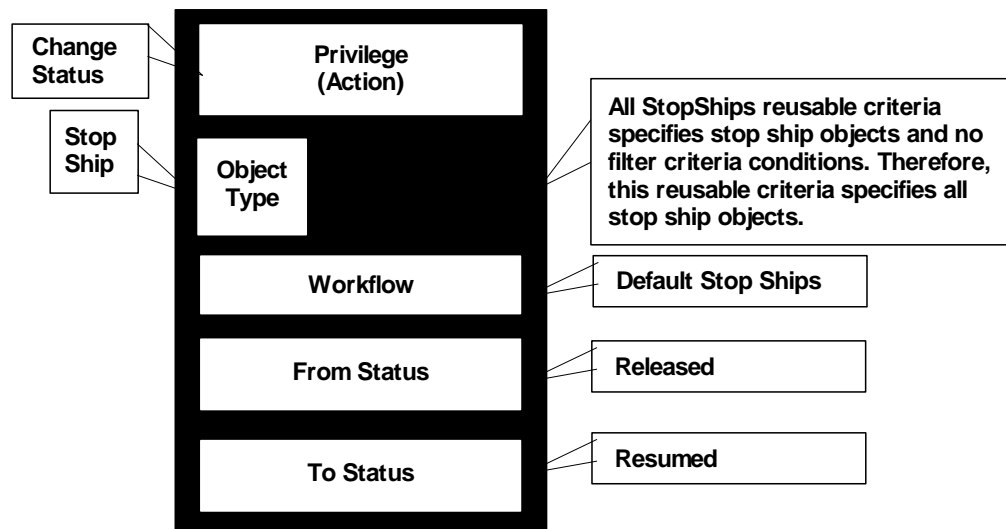 Change
Status
Privilege
(Action)
Stop
Ship
Object
Type
All StopShips reusable criteria
specifies stop ship objects and no
filter criteria conditions. Therefore,
this reusable criteria specifies all
stop ship objects.
Workflow
Default Stop Ships
From Status
Released
To Status
Resumed